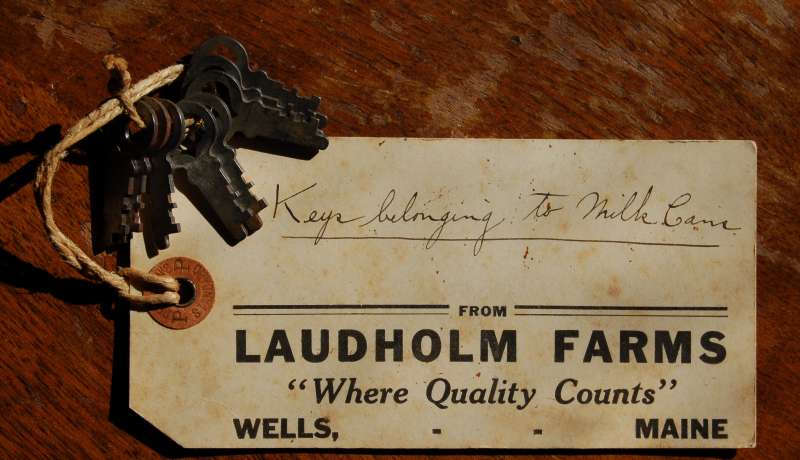 Keys belonging to Milk Cans
FROM
LAUDHOLM FARMS
"Where Quality Counts"
WELLS, - - MAINE